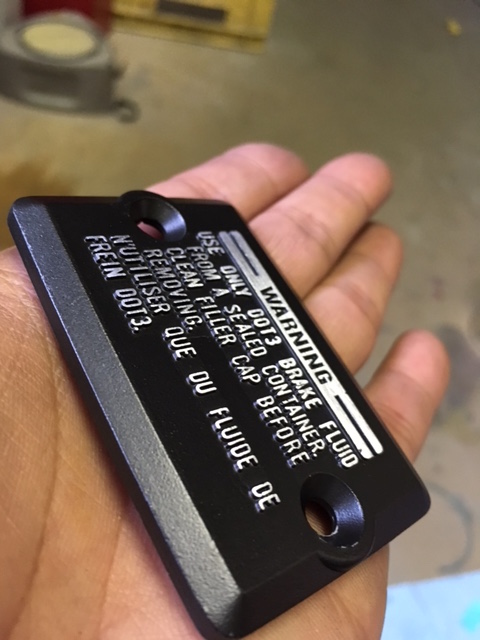 WARNING
USE ONLY DOT3 BRAKE FLUID
FROM A SEALED CONTAINER.
CLEAN FILLER CAP BEFORE
REMOVING.
N'UTILISER QUE DU FLUIDE DE
FREIN DOT3.